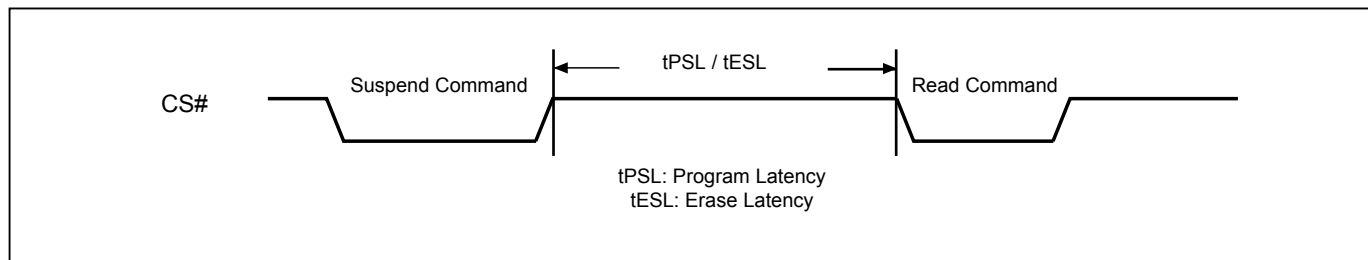 tPSL / tESL
Suspend Command
Read Command
CS#
tPSL: Program Latency
tESL: Erase Latency